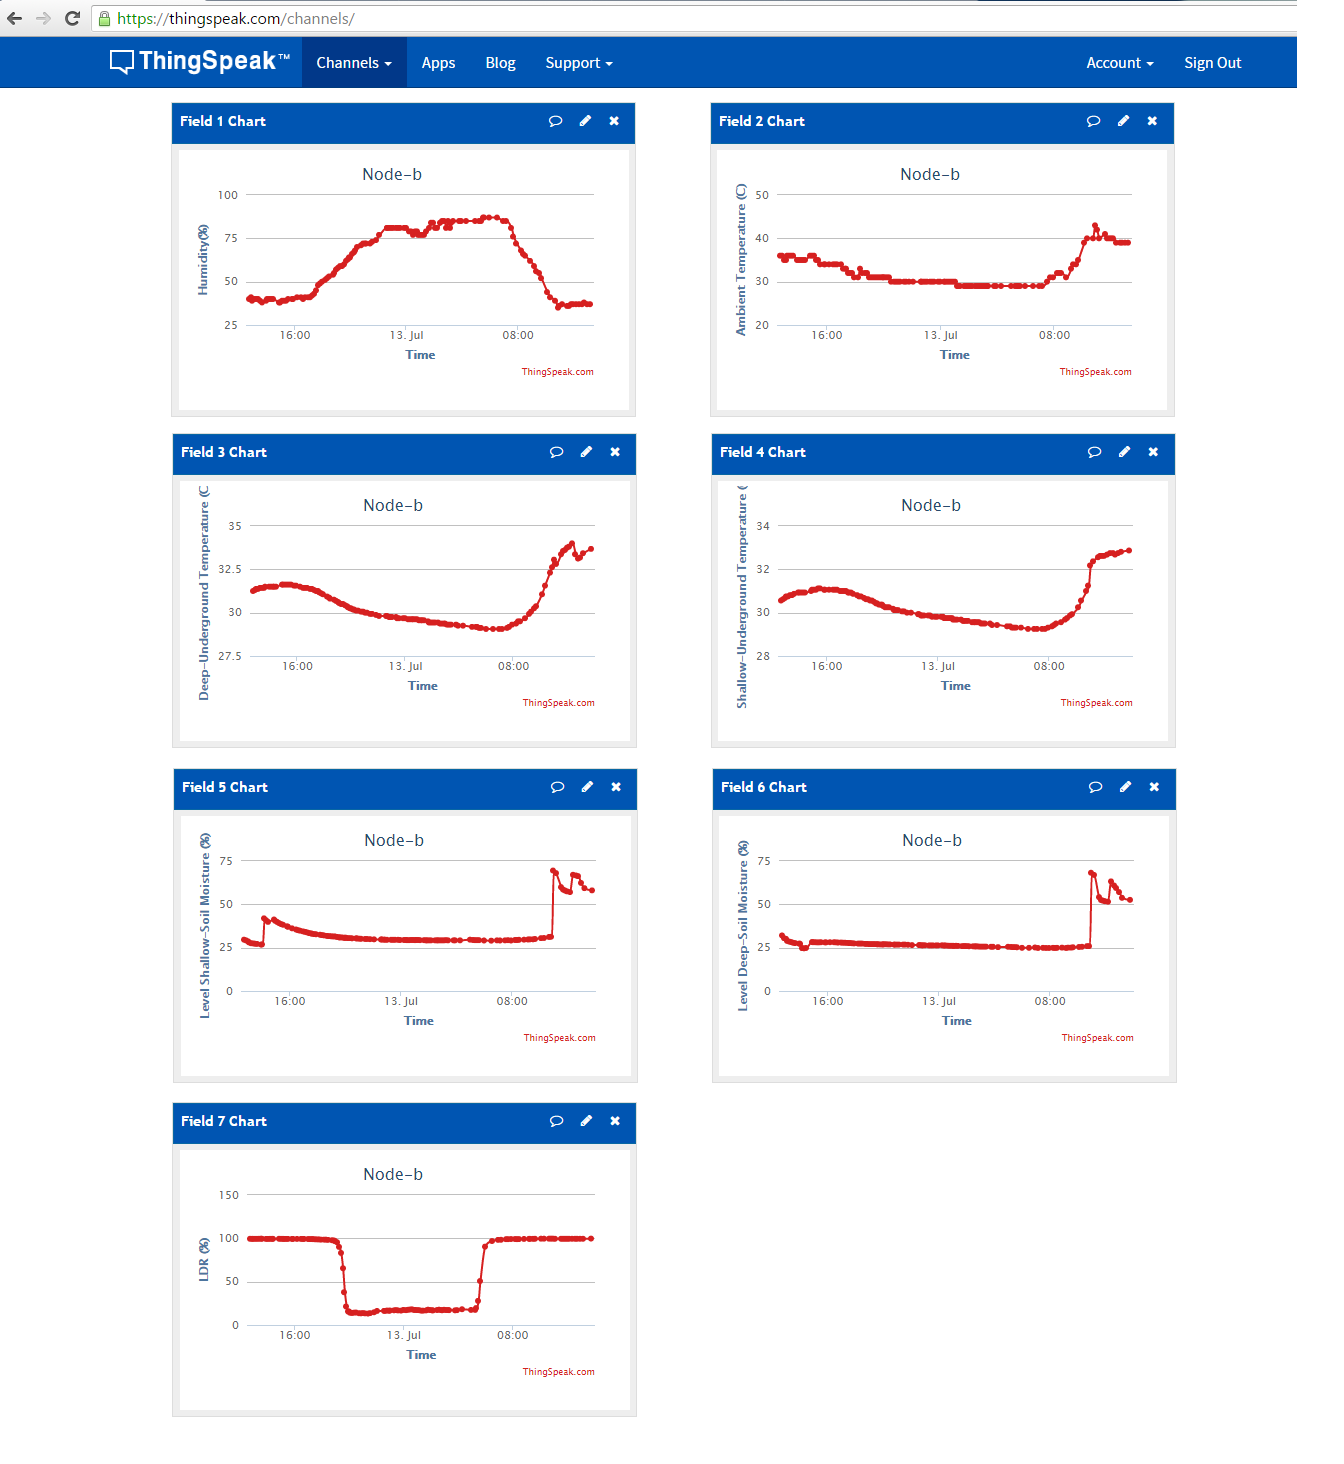 https://thingspeak.com/channels/
ThingSpeak™ Channels Apps Blog Support Account Sign Out
Field 1 Chart
Node-b
Humidity(%)
100
75
50
25
16:00 13. Jul 08:00
Time
ThingSpeak.com
Field 2 Chart
Node-b
Ambient Temperature (C)
50
40
30
20
16:00 13. Jul 08:00
Time
ThingSpeak.com
Field 3 Chart
Node-b
Deep-Underground Temperature (C
35
32.5
30
27.5
16:00 13. Jul 08:00
Time
ThingSpeak.com
Field 4 Chart
Node-b
Shallow-Underground Temperature (
34
32
30
28
16:00 13. Jul 08:00
Time
ThingSpeak.com
Field 5 Chart
Node-b
Level Shallow-Soil Moisture (%)
75
50
25
0
16:00 13. Jul 08:00
Time
ThingSpeak.com
Field 6 Chart
Node-b
Level Deep-Soil Moisture (%)
75
50
25
0
16:00 13. Jul 08:00
Time
ThingSpeak.com
Field 7 Chart
Node-b
LDR (%)
150
100
50
0
16:00 13. Jul 08:00
Time
ThingSpeak.com